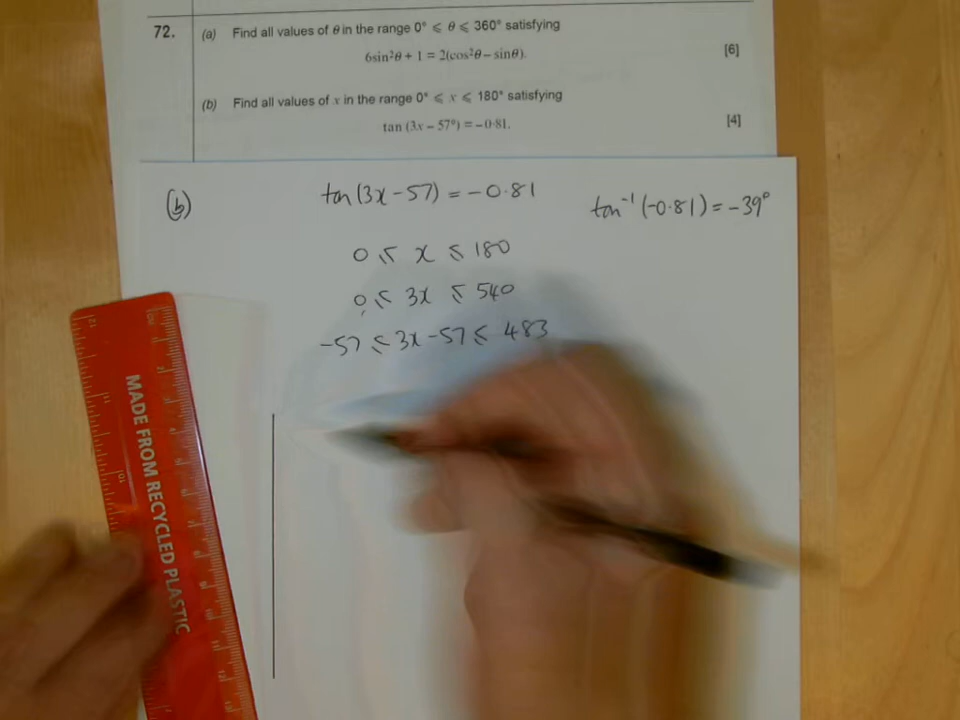 72. (a) Find all values of θ in the range 0° ⩽ θ ⩽ 360° satisfying
6sin²θ + 1 = 2(cos²θ – sinθ). [6]
(b) Find all values of x in the range 0° ⩽ x ⩽ 180° satisfying
tan (3x – 57°) = –0·81. [4]
(b) tan(3x – 57) = –0.81 tan⁻¹(–0.81) = –39°
0 ≤ x ≤ 180
0 ≤ 3x ≤ 540
–57 ≤ 3x – 57 ≤ 483
MADE FROM RECYCLED PLASTIC